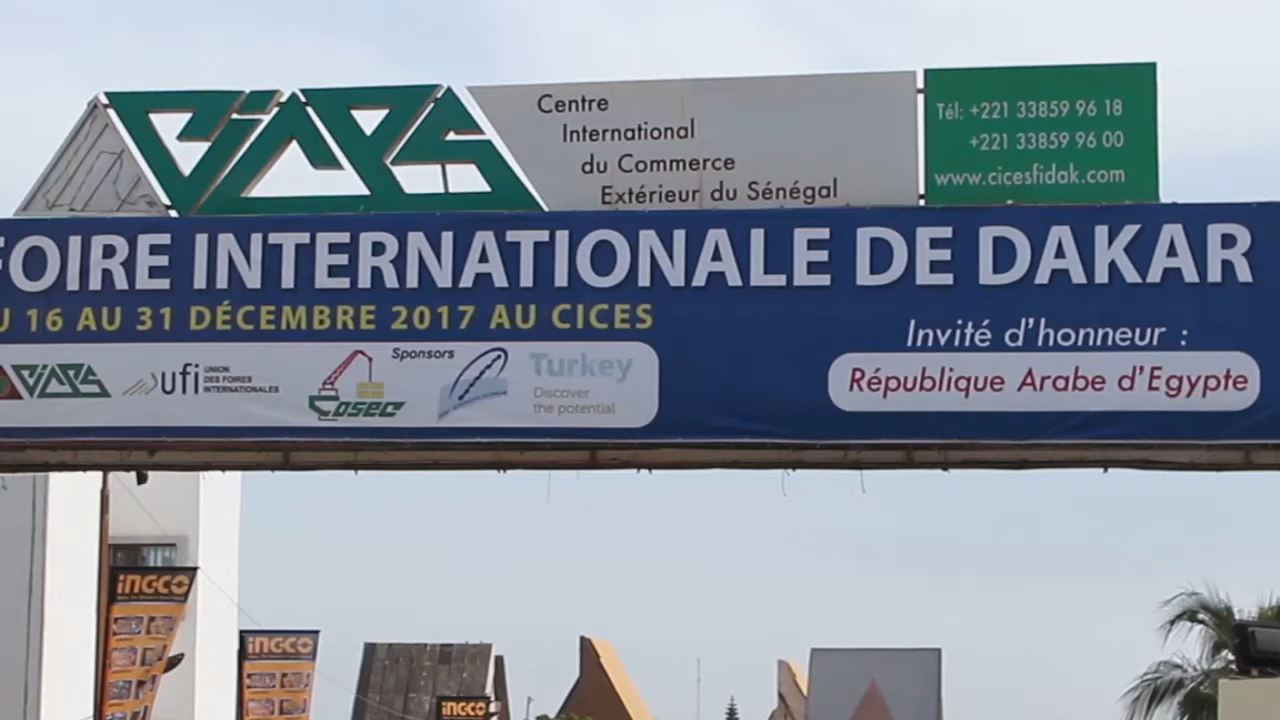 CICES
Centre
International
du Commerce
Extérieur du Sénégal
Tél: +221 33859 96 18
+221 33859 96 00
www.cicesfidak.com
FOIRE INTERNATIONALE DE DAKAR
U 16 AU 31 DÉCEMBRE 2017 AU CICES
Invité d'honneur :
République Arabe d'Egypte
Sponsors
CICES
ufi
UNION
DES FOIRES
INTERNATIONALES
Cosec
Turkey
Discover
the potential
INGCO
INGCO
INGCO